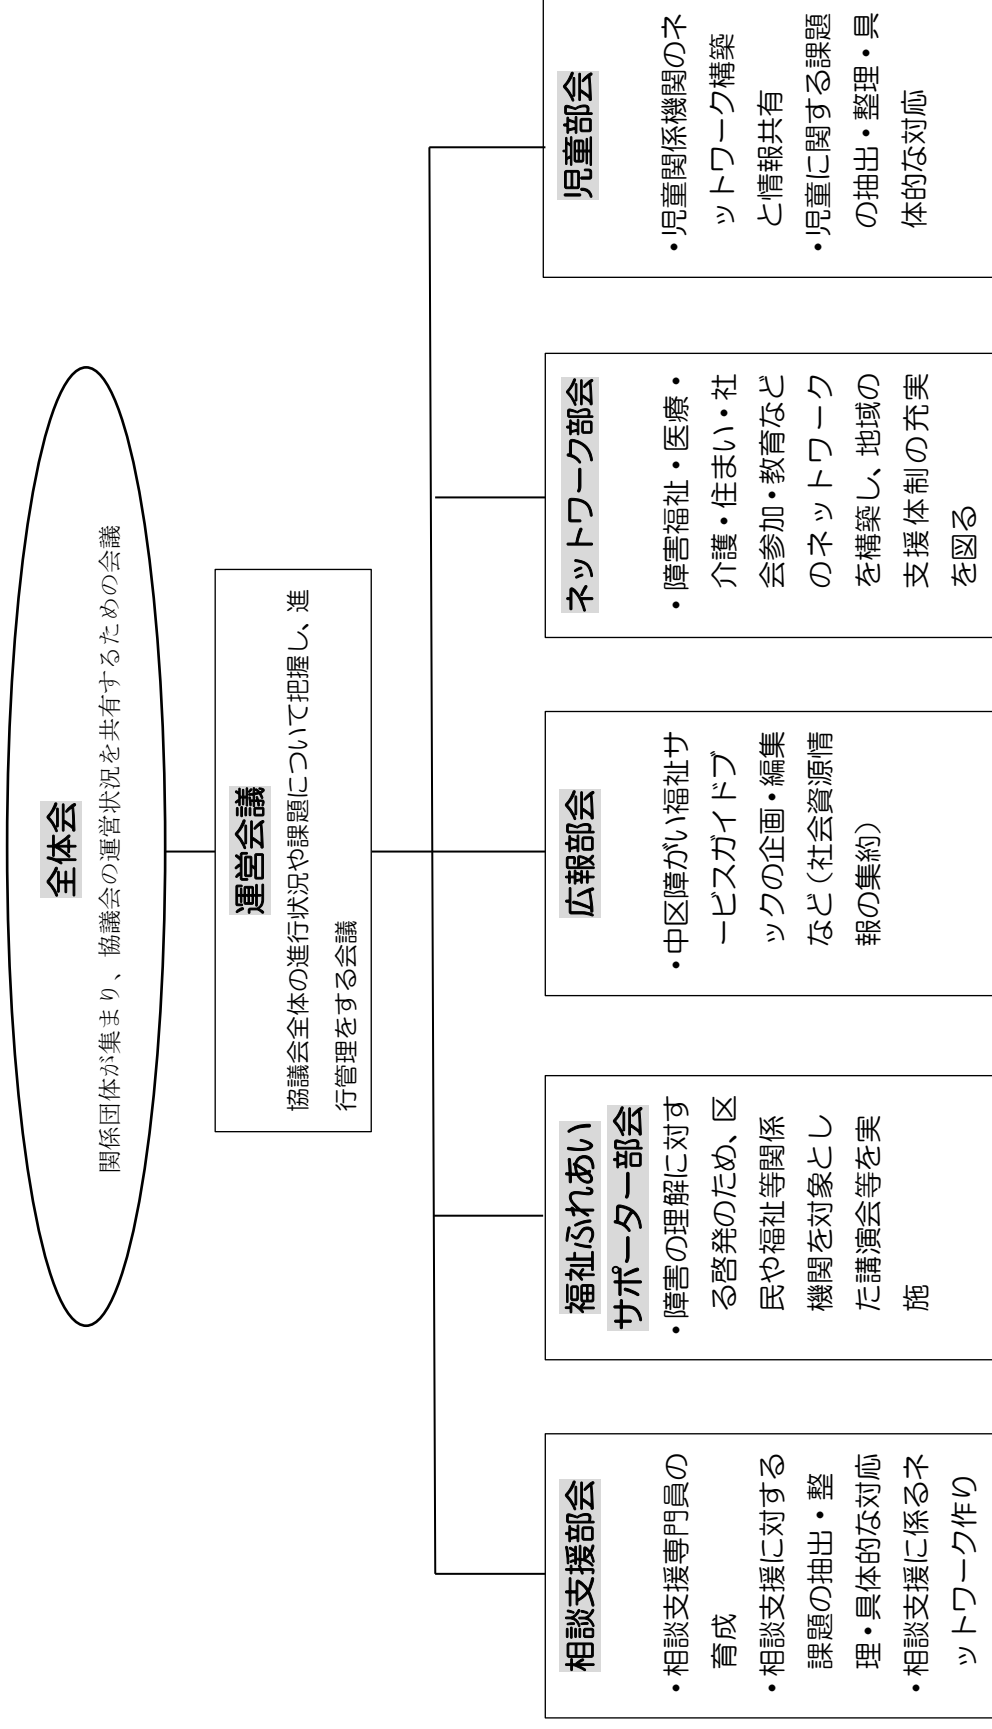 全体会
関係団体が集まり、協議会の運営状況を共有するための会議
運営会議
協議会全体の進行状況や課題について把握し、進
行管理をする会議
相談支援部会
・相談支援専門員の
育成
・相談支援に対する
課題の抽出・整
理・具体的な対応
・相談支援に係るネ
ットワーク作り
福祉ふれあい
サポーター部会
・障害の理解に対す
る啓発のため、区
民や福祉等関係
機関を対象とし
た講演会等を実
施
広報部会
・中区障がい福祉サ
ービスガイドブ
ックの企画・編集
など（社会資源情
報の集約）
ネットワーク部会
・障害福祉・医療・
介護・住まい・社
会参加・教育など
のネットワーク
を構築し、地域の
支援体制の充実
を図る
児童部会
・児童関係機関のネ
ットワーク構築
と情報共有
・児童に関する課題
の抽出・整理・具
体的な対応